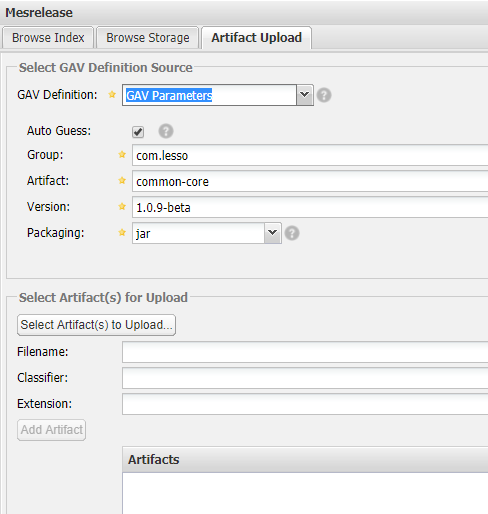 Mesrelease
Browse Index Browse Storage Artifact Upload
Select GAV Definition Source
GAV Definition: GAV Parameters ?
Auto Guess: ?
Group: com.lesso
Artifact: common-core
Version: 1.0.9-beta
Packaging: jar ?
Select Artifact(s) for Upload
Select Artifact(s) to Upload...
Filename:
Classifier:
Extension:
Add Artifact
Artifacts